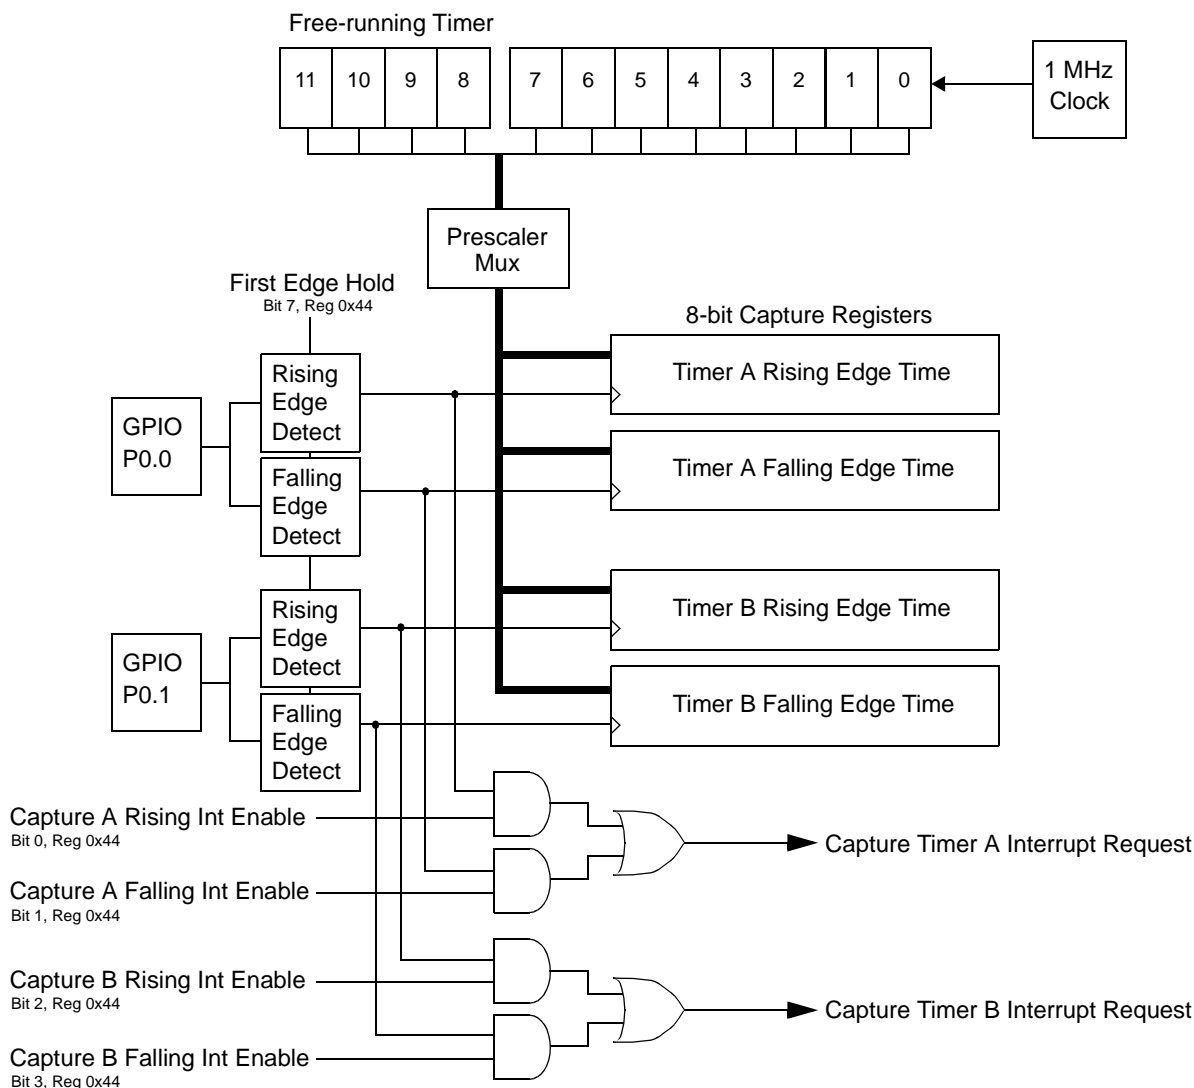 Free-running Timer
11 10 9 8 7 6 5 4 3 2 1 0
1 MHz
Clock
Prescaler
Mux
First Edge Hold
Bit 7, Reg 0x44
8-bit Capture Registers
Rising
Edge
Detect
Timer A Rising Edge Time
GPIO
P0.0
Falling
Edge
Detect
Timer A Falling Edge Time
Rising
Edge
Detect
Timer B Rising Edge Time
GPIO
P0.1
Falling
Edge
Detect
Timer B Falling Edge Time
Capture A Rising Int Enable
Bit 0, Reg 0x44
Capture Timer A Interrupt Request
Capture A Falling Int Enable
Bit 1, Reg 0x44
Capture B Rising Int Enable
Bit 2, Reg 0x44
Capture Timer B Interrupt Request
Capture B Falling Int Enable
Bit 3, Reg 0x44